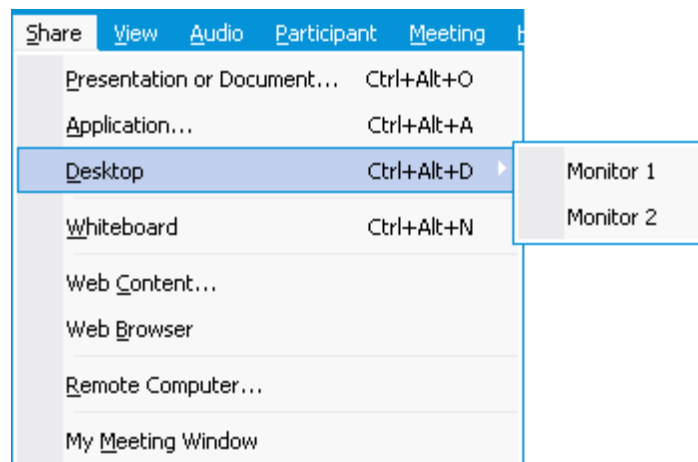 Share View Audio Participant Meeting
Presentation or Document... Ctrl+Alt+O
Application... Ctrl+Alt+A
Desktop Ctrl+Alt+D
Monitor 1
Monitor 2
Whiteboard Ctrl+Alt+N
Web Content...
Web Browser
Remote Computer...
My Meeting Window